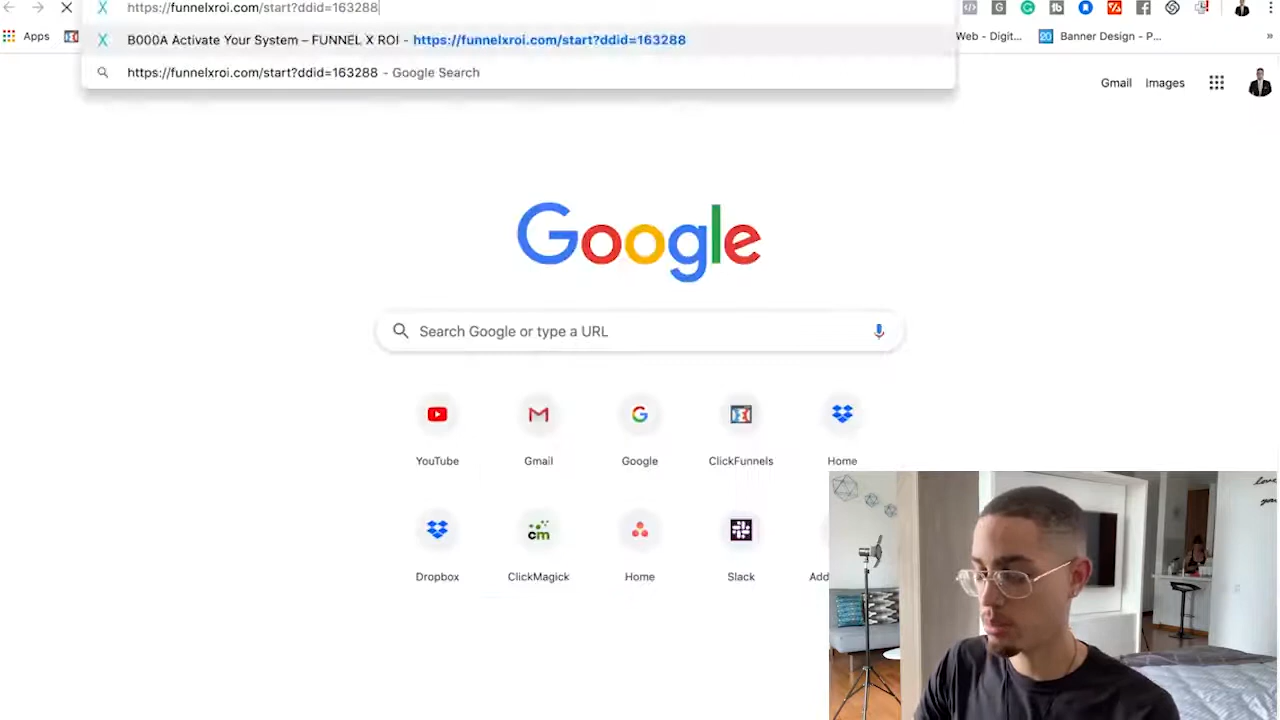 https://funnelxroi.com/start?ddid=163288
Apps
Web - Digit...
Banner Design - P...
»
B000A Activate Your System – FUNNEL X ROI - https://funnelxroi.com/start?ddid=163288
https://funnelxroi.com/start?ddid=163288 - Google Search
Gmail Images
Google
Search Google or type a URL
YouTube Gmail Google ClickFunnels Home
Dropbox ClickMagick Home Slack Add
cm
love